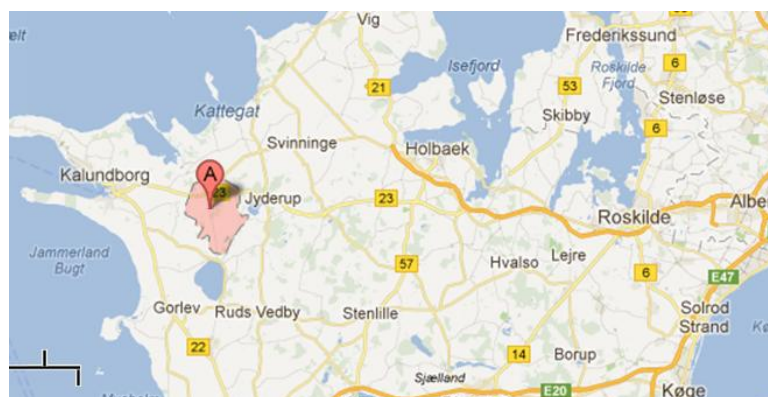 Vig
Frederikssund
6
Isefjord
Roskilde
Fjord
Stenløse
21
53
Kattegat
Skibby
6
Svinninge
Holbaek
Kalundborg
A
23
Jyderup
23
Roskilde
Jammerland
Bugt
57
Hvalso
Lejre
6
E47
Gorlev
Ruds Vedby
Stenlille
Solrod
Strand
22
14
Borup
Sjælland
E20
Køge